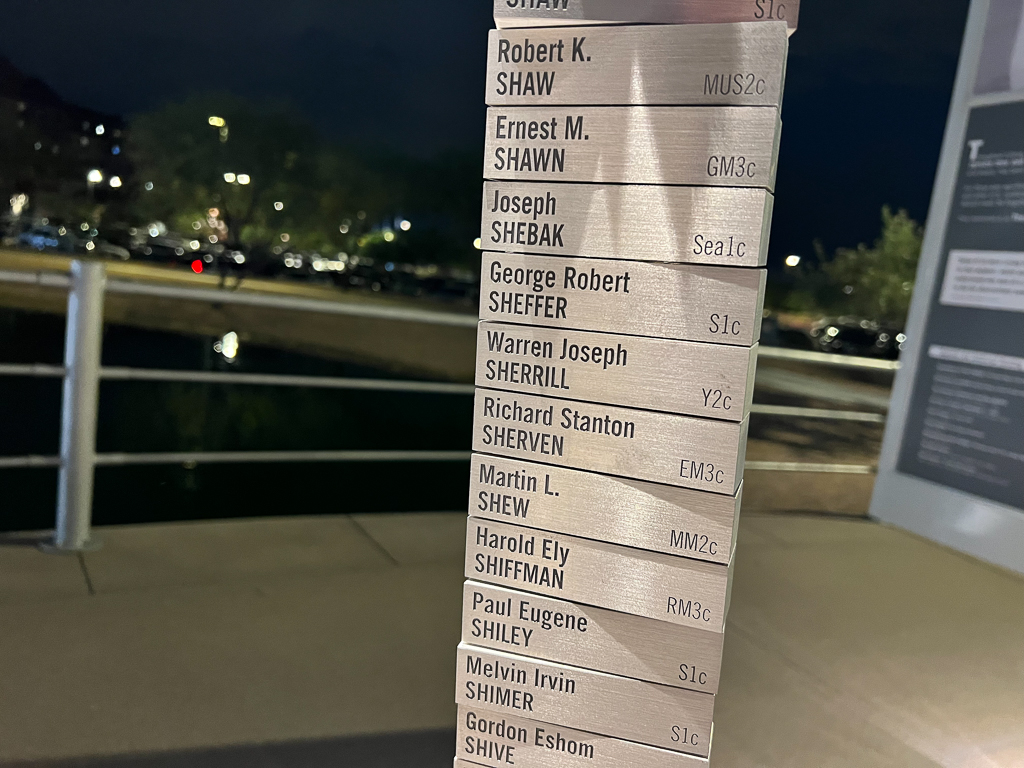 SHAW
S1c
Robert K.
SHAW
MUS2c
Ernest M.
SHAWN
GM3c
Joseph
SHEBAK
Sea1c
George Robert
SHEFFER
S1c
Warren Joseph
SHERRILL
Y2c
Richard Stanton
SHERVEN
EM3c
Martin L.
SHEW
MM2c
Harold Ely
SHIFFMAN
RM3c
Paul Eugene
SHILEY
S1c
Melvin Irvin
SHIMER
S1c
Gordon Eshom
SHIVE